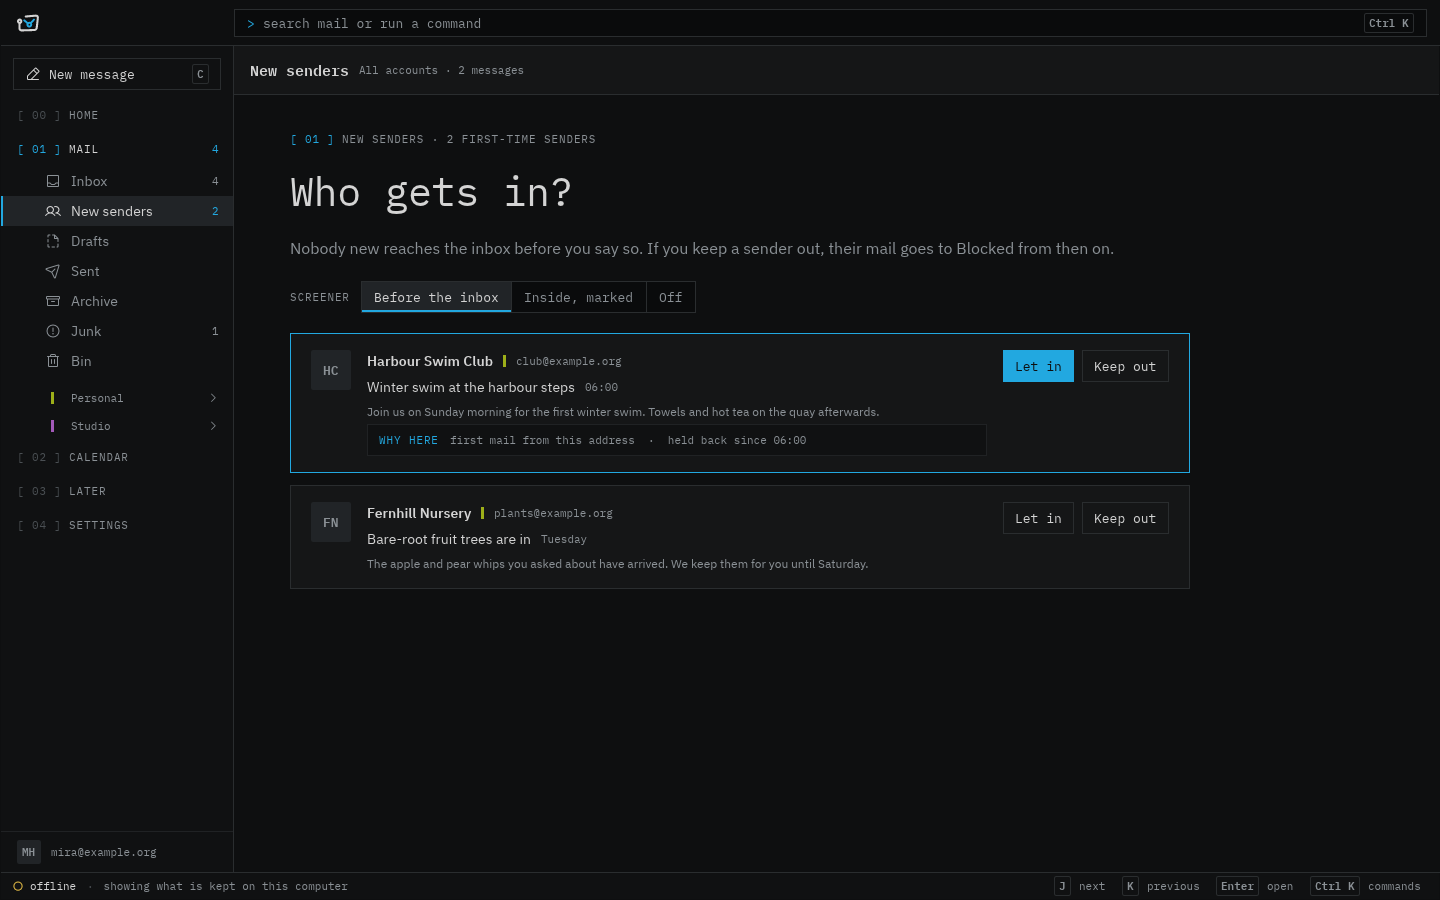 > search mail or run a command Ctrl K
New message C
New senders All accounts · 2 messages
[ 00 ] HOME
[ 01 ] MAIL 4
Inbox 4
New senders 2
Drafts
Sent
Archive
Junk 1
Bin
Personal
Studio
[ 02 ] CALENDAR
[ 03 ] LATER
[ 04 ] SETTINGS
MH mira@example.org
[ 01 ] NEW SENDERS · 2 FIRST-TIME SENDERS
Who gets in?
Nobody new reaches the inbox before you say so. If you keep a sender out, their mail goes to Blocked from then on.
SCREENER Before the inbox Inside, marked Off
HC Harbour Swim Club club@example.org Let in Keep out
Winter swim at the harbour steps 06:00
Join us on Sunday morning for the first winter swim. Towels and hot tea on the quay afterwards.
WHY HERE first mail from this address · held back since 06:00
FN Fernhill Nursery plants@example.org Let in Keep out
Bare-root fruit trees are in Tuesday
The apple and pear whips you asked about have arrived. We keep them for you until Saturday.
offline · showing what is kept on this computer J next K previous Enter open Ctrl K commands